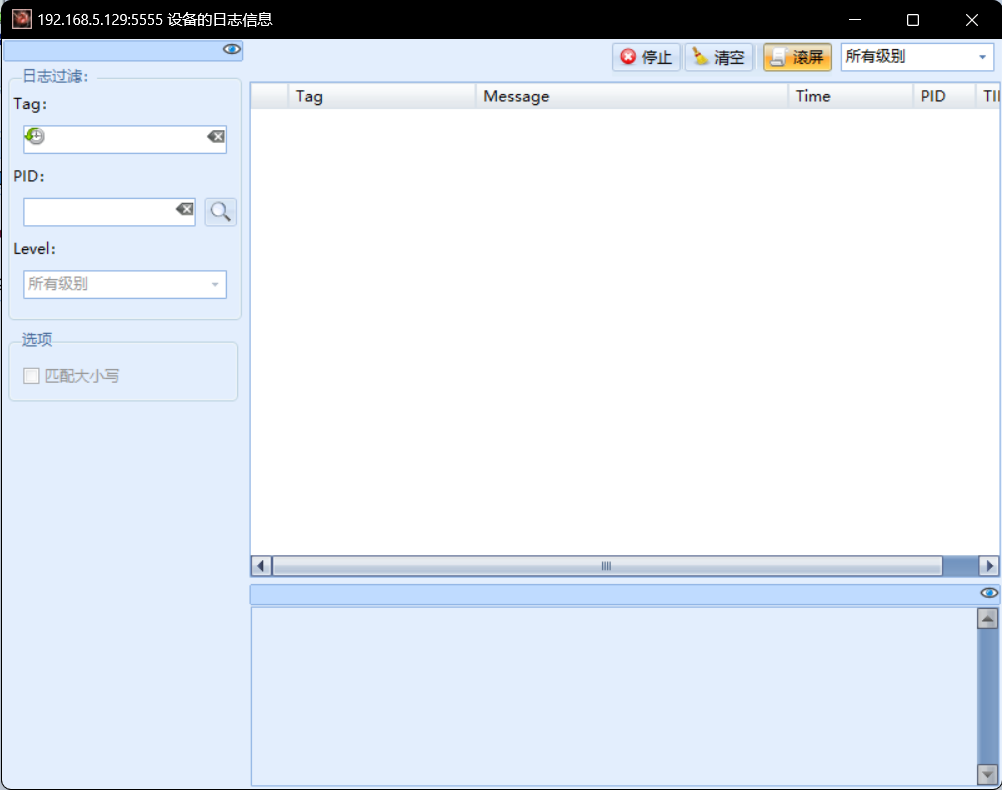 192.168.5.129:5555 设备的日志信息
停止 清空 滚屏 所有级别
日志过滤:
Tag:
PID:
Level:
所有级别
选项
匹配大小写
Tag Message Time PID